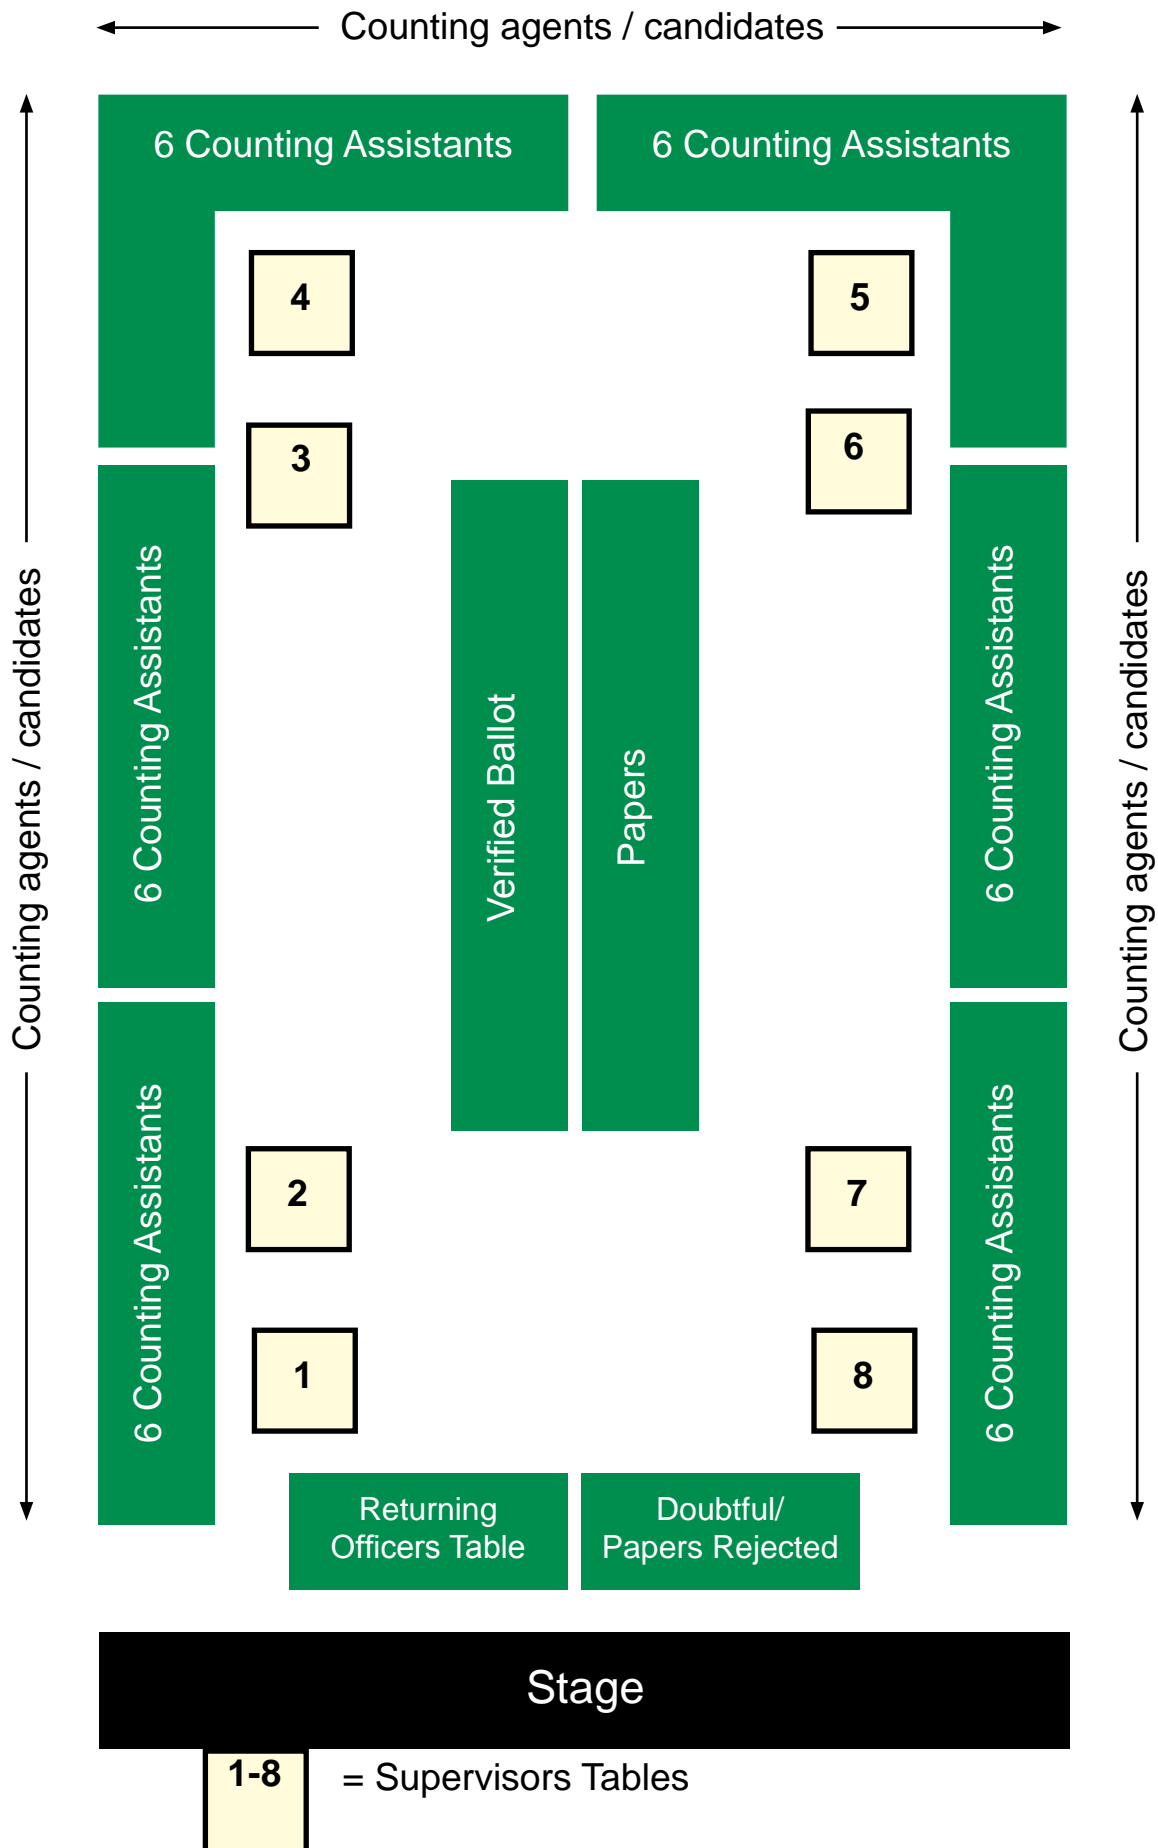 Counting agents / candidates
6 Counting Assistants
6 Counting Assistants
4
5
3
6
Counting agents / candidates
6 Counting Assistants
Verified Ballot
Papers
6 Counting Assistants
Counting agents / candidates
6 Counting Assistants
2
7
6 Counting Assistants
1
8
Returning
Officers Table
Doubtful/
Papers Rejected
Stage
1-8
= Supervisors Tables